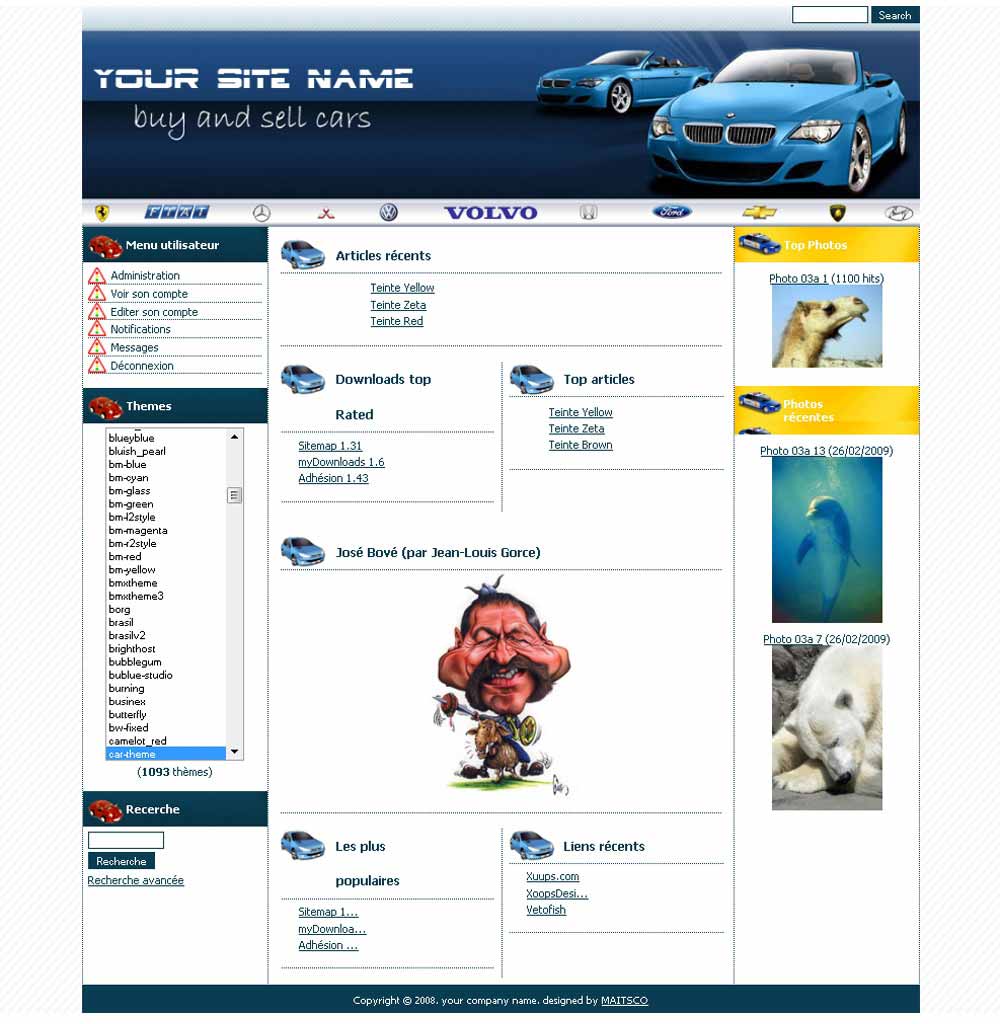 Search
YOUR SITE NAME
buy and sell cars
FIAT
VOLVO
Ford
Menu utilisateur
Administration
Voir son compte
Editer son compte
Notifications
Messages
Déconnexion
Themes
blueyblue
bluish_pearl
bm-blue
bm-cyan
bm-glass
bm-green
bm-l2style
bm-magenta
bm-r2style
bm-red
bm-yellow
bmxtheme
bmxtheme3
borg
brasil
brasilv2
brighthost
bubblegum
bublue-studio
burning
businex
butterfly
bw-fixed
camelot_red
car-theme
(1093 thèmes)
Recerche
Recherche
Recherche avancée
Articles récents
Teinte Yellow
Teinte Zeta
Teinte Red
Downloads top
Rated
Sitemap 1.31
myDownloads 1.6
Adhésion 1.43
Top articles
Teinte Yellow
Teinte Zeta
Teinte Brown
José Bové (par Jean-Louis Gorce)
Les plus
populaires
Sitemap 1...
myDownloa...
Adhésion ...
Liens récents
Xuups.com
XoopsDesi...
Vetofish
Top Photos
Photo 03a 1 (1100 hits)
Photos
récentes
Photo 03a 13 (26/02/2009)
Photo 03a 7 (26/02/2009)
Copyright © 2008. your company name. designed by MAITSCO